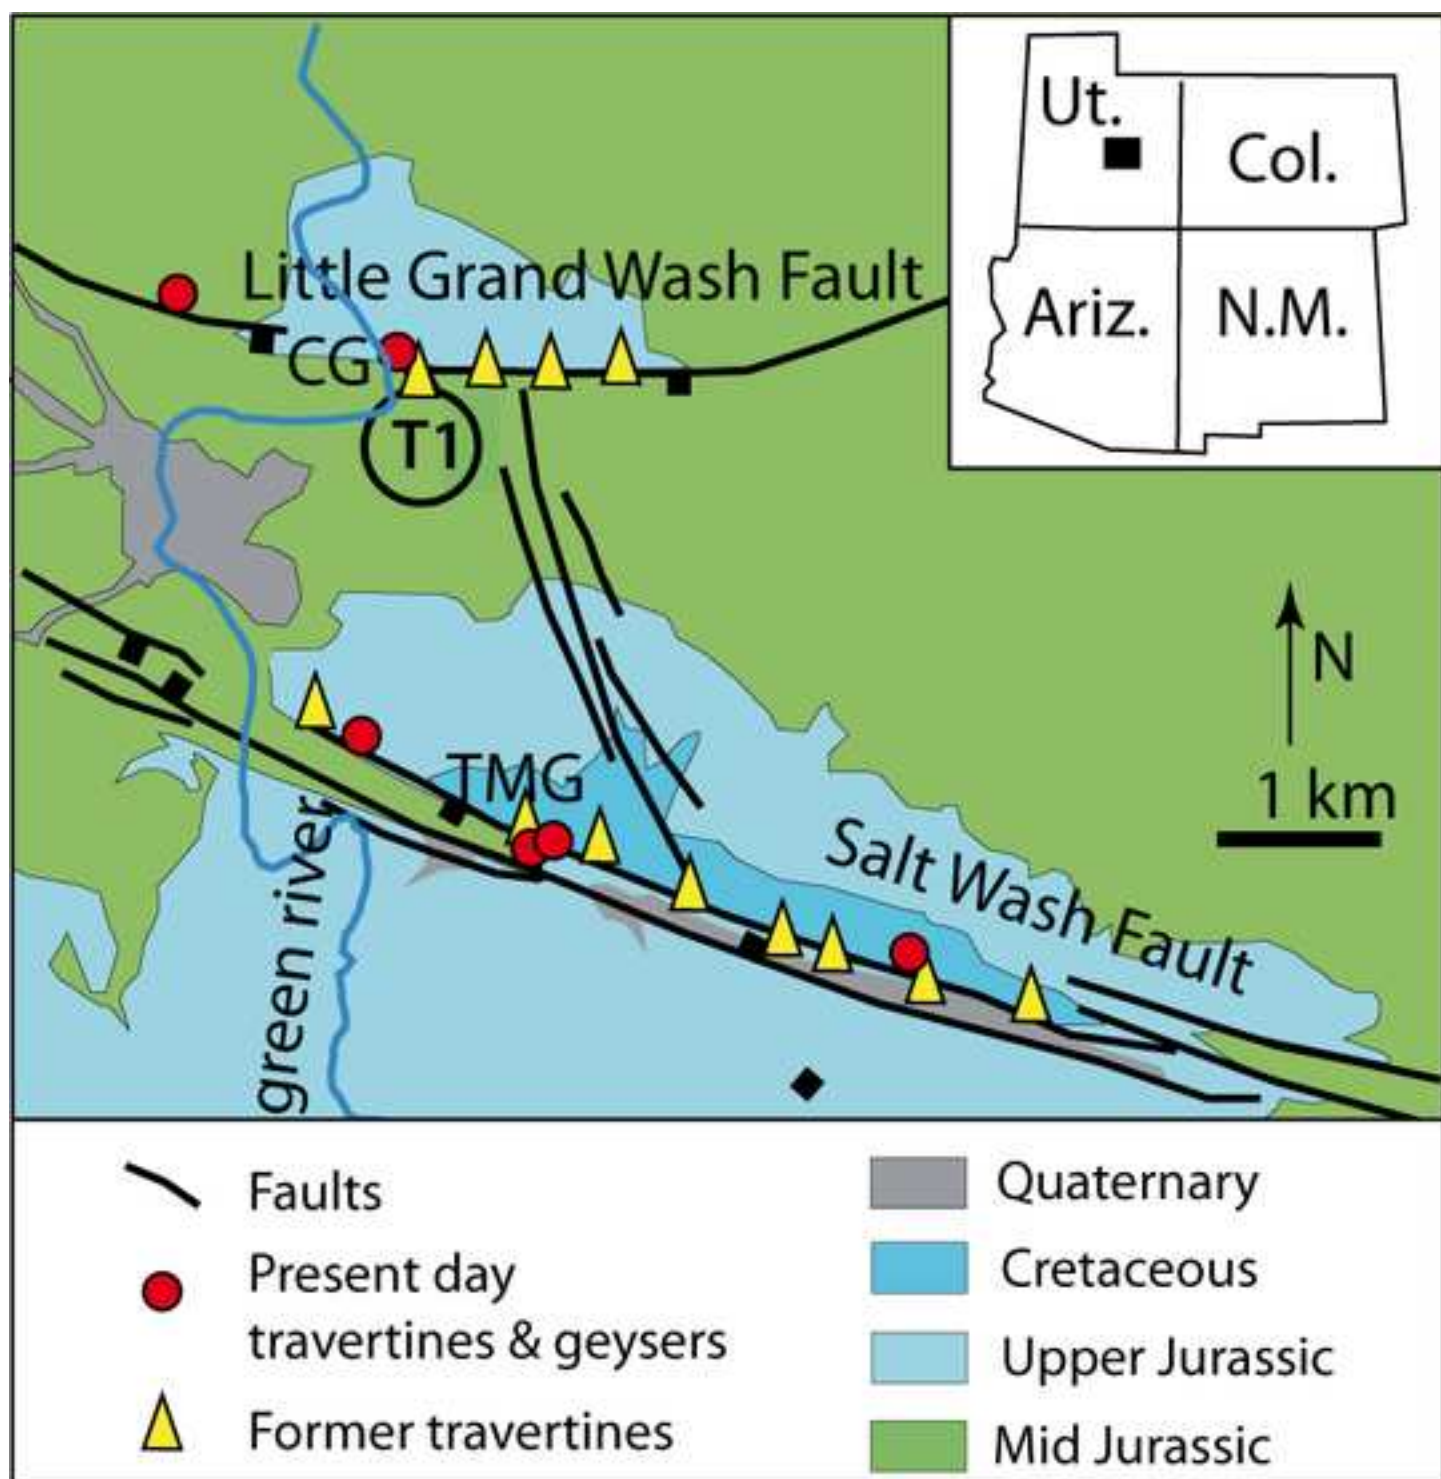 Ut.
Col.
Ariz.
N.M.
Little Grand Wash Fault
CG
T1
N
1 km
TMG
Salt Wash Fault
green river
Faults
Present day
travertines & geysers
Former travertines
Quaternary
Cretaceous
Upper Jurassic
Mid Jurassic